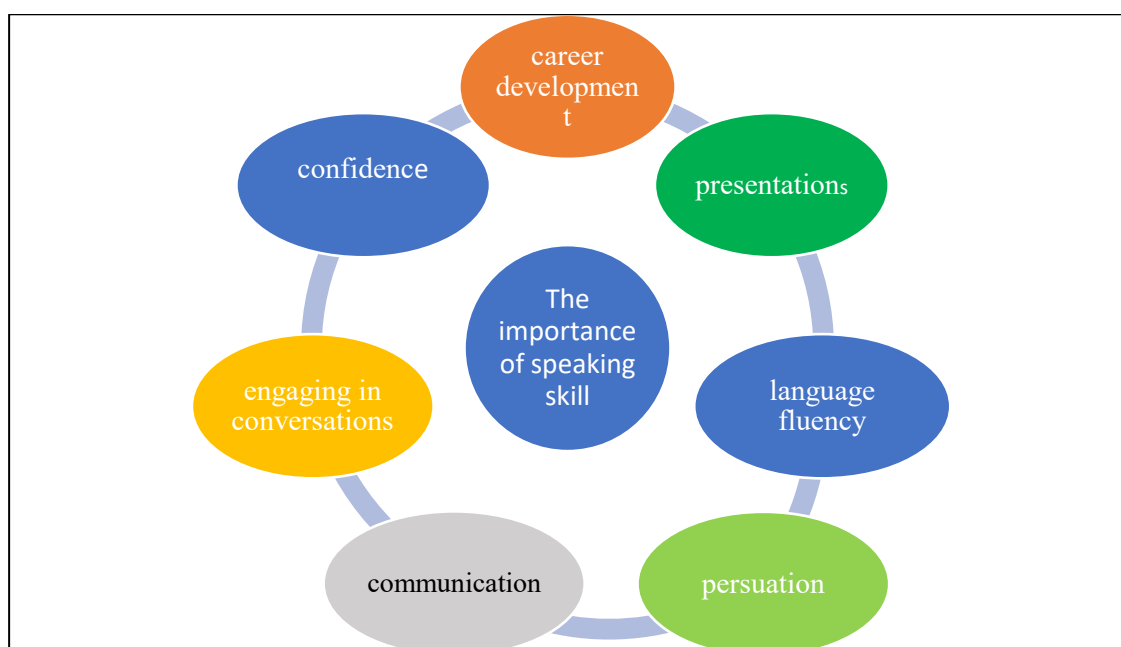 career
developmen
t
confidence
presentations
The
importance
of speaking
skill
engaging in
conversations
language
fluency
communication
persuation